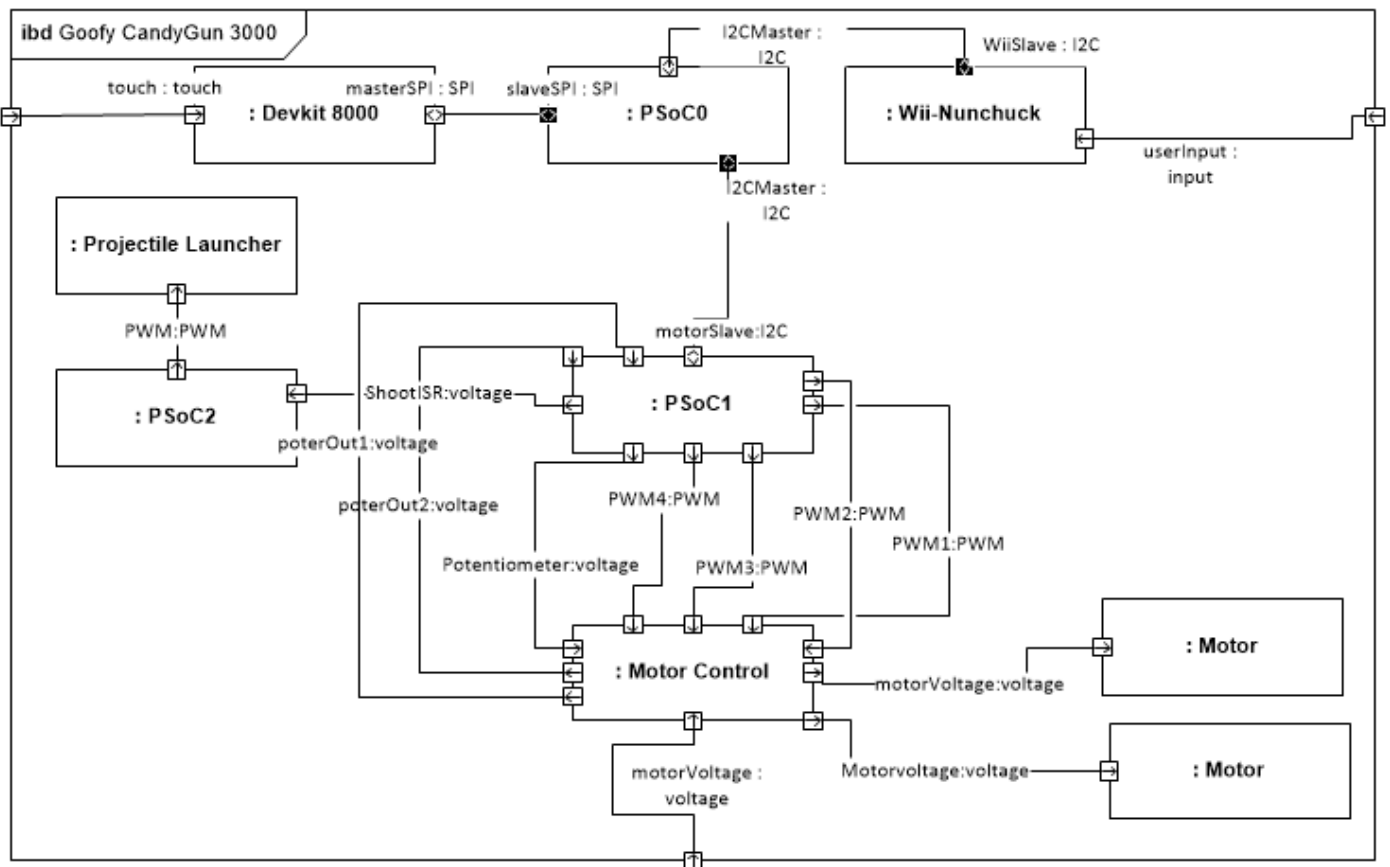 ibd Goofy CandyGun 3000
I2CMaster :
I2C
WiiSlave : I2C
touch : touch
masterSPI : SPI
slaveSPI : SPI
: Devkit 8000
: PSoC0
: Wii-Nunchuck
userInput :
input
I2CMaster :
I2C
: Projectile Launcher
PWM:PWM
motorSlave:I2C
ShootISR:voltage
: PSoC1
: PSoC2
poterOut1:voltage
poterOut2:voltage
PWM4:PWM
PWM2:PWM
PWM1:PWM
Potentiometer:voltage
PWM3:PWM
: Motor
: Motor Control
motorVoltage:voltage
motorVoltage :
voltage
Motorvoltage:voltage
: Motor